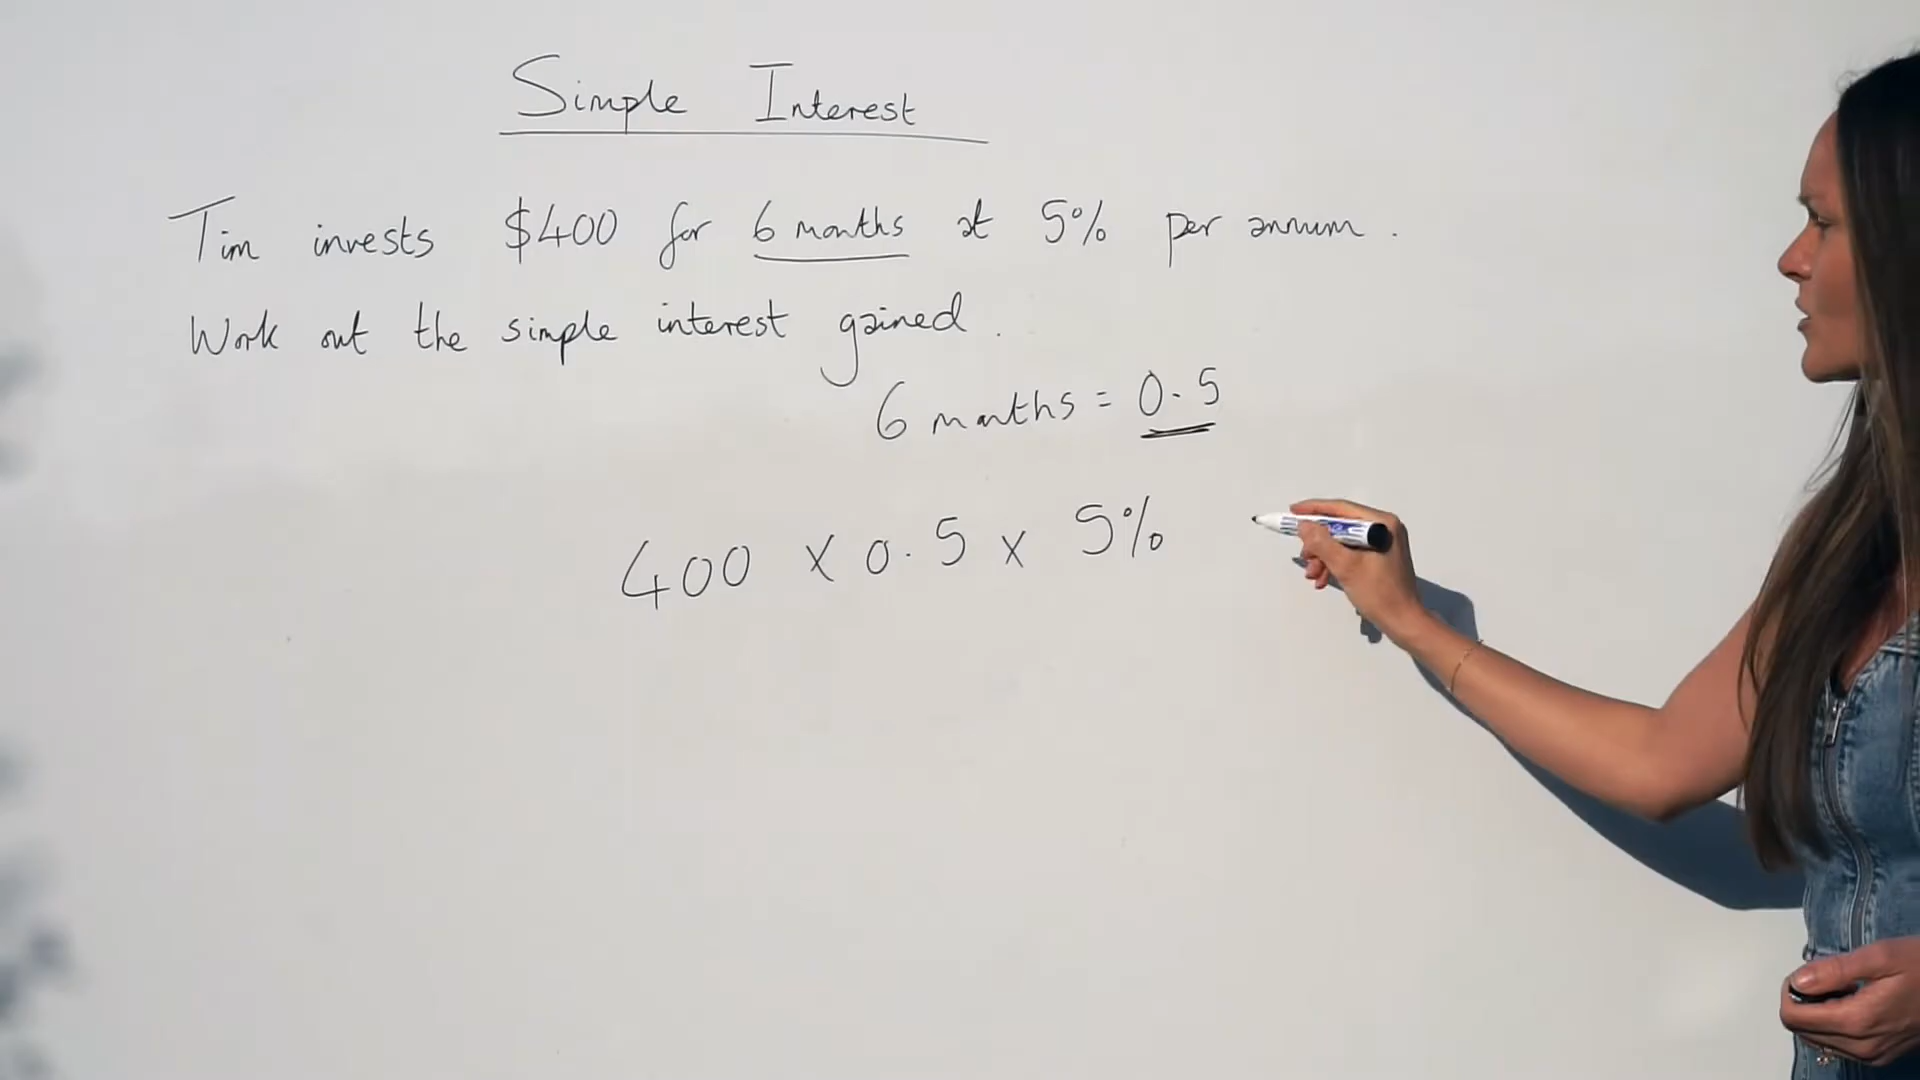 Simple Interest
Tim invests $400 for 6 months at 5% per annum.
Work out the simple interest gained.
6 months = 0.5
400 x 0.5 x 5%